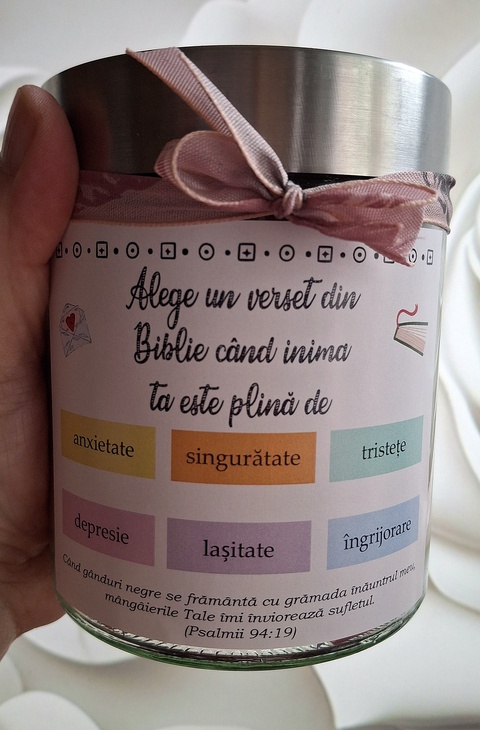 Alege un verset din
Biblie când inima
ta este plină de
anxietate
singurătate
tristețe
depresie
lașitate
îngrijorare
Când gânduri negre se frământă cu grămada înăuntrul meu,
mângâierile Tale îmi înviorează sufletul.
(Psalmii 94:19)